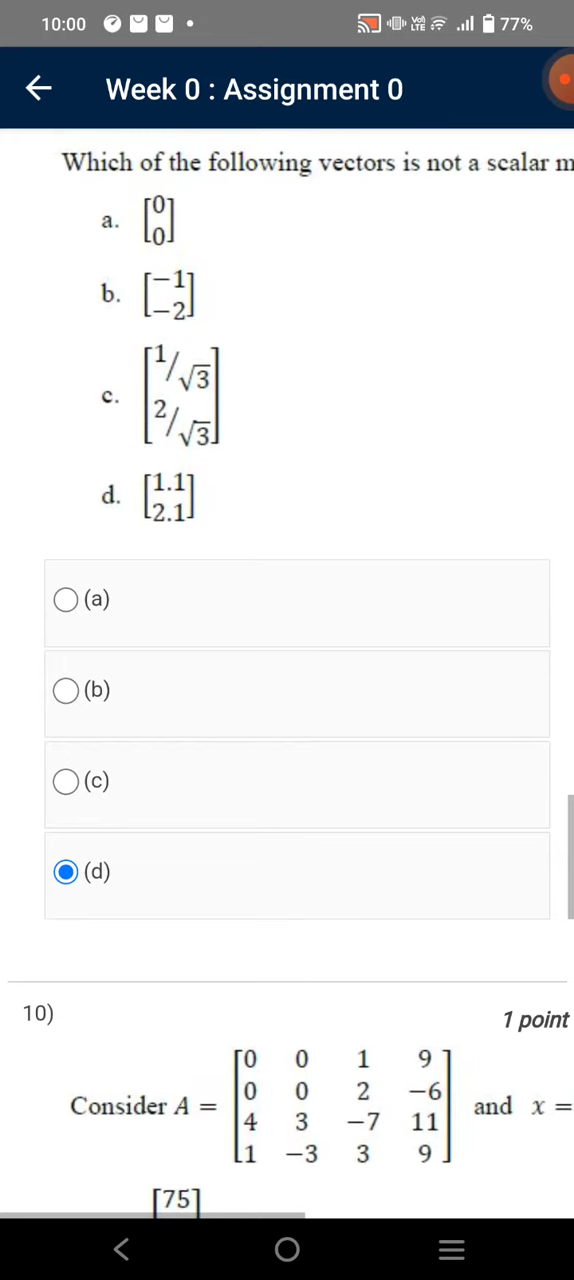 10:00 77%
Week 0 : Assignment 0
Which of the following vectors is not a scalar m
a. [0
0]
b. [−1
−2]
c. [1/√3
2/√3]
d. [1.1
2.1]
(a)
(b)
(c)
(d)
10)
1 point
Consider A = [0 0 1 9
0 0 2 −6
4 3 −7 11
1 −3 3 9] and x =
[75]